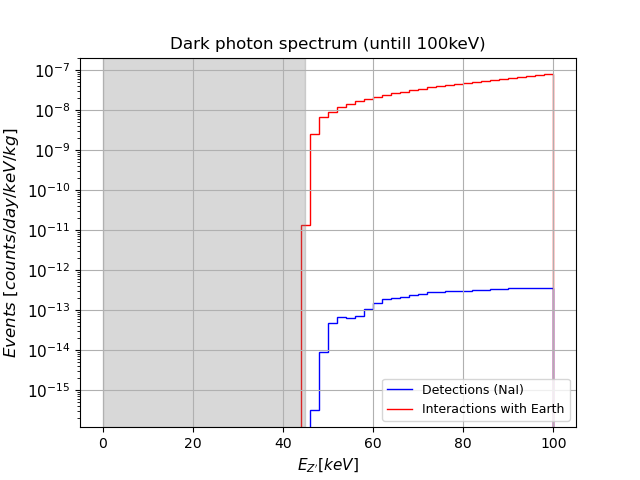 Dark photon spectrum (untill 100keV)
Events [counts/day/keV/kg]
10⁻⁷
10⁻⁸
10⁻⁹
10⁻¹⁰
10⁻¹¹
10⁻¹²
10⁻¹³
10⁻¹⁴
10⁻¹⁵
Detections (NaI)
Interactions with Earth
0 20 40 60 80 100
E_Z′[keV]